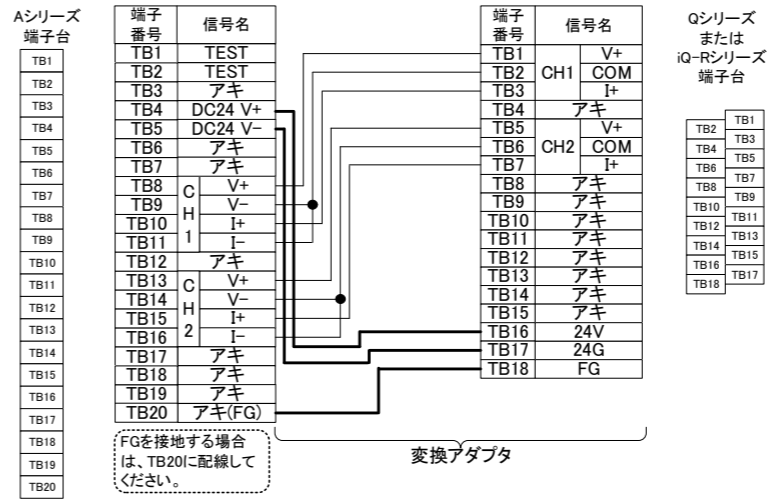 Aシリーズ
端子台
TB1
TB2
TB3
TB4
TB5
TB6
TB7
TB8
TB9
TB10
TB11
TB12
TB13
TB14
TB15
TB16
TB17
TB18
TB19
TB20
端子
番号 信号名
TB1 TEST
TB2 TEST
TB3 アキ
TB4 DC24 V+
TB5 DC24 V-
TB6 アキ
TB7 アキ
CH1
TB8 V+
TB9 V-
TB10 I+
TB11 I-
TB12 アキ
CH2
TB13 V+
TB14 V-
TB15 I+
TB16 I-
TB17 アキ
TB18 アキ
TB19 アキ
TB20 アキ(FG)
FGを接地する場合
は、TB20に配線して
ください。
変換アダプタ
端子
番号 信号名
CH1
TB1 V+
TB2 COM
TB3 I+
TB4 アキ
CH2
TB5 V+
TB6 COM
TB7 I+
TB8 アキ
TB9 アキ
TB10 アキ
TB11 アキ
TB12 アキ
TB13 アキ
TB14 アキ
TB15 アキ
TB16 24V
TB17 24G
TB18 FG
Qシリーズ
または
iQ-Rシリーズ
端子台
TB1
TB2
TB3
TB4
TB5
TB6
TB7
TB8
TB9
TB10
TB11
TB12
TB13
TB14
TB15
TB16
TB17
TB18